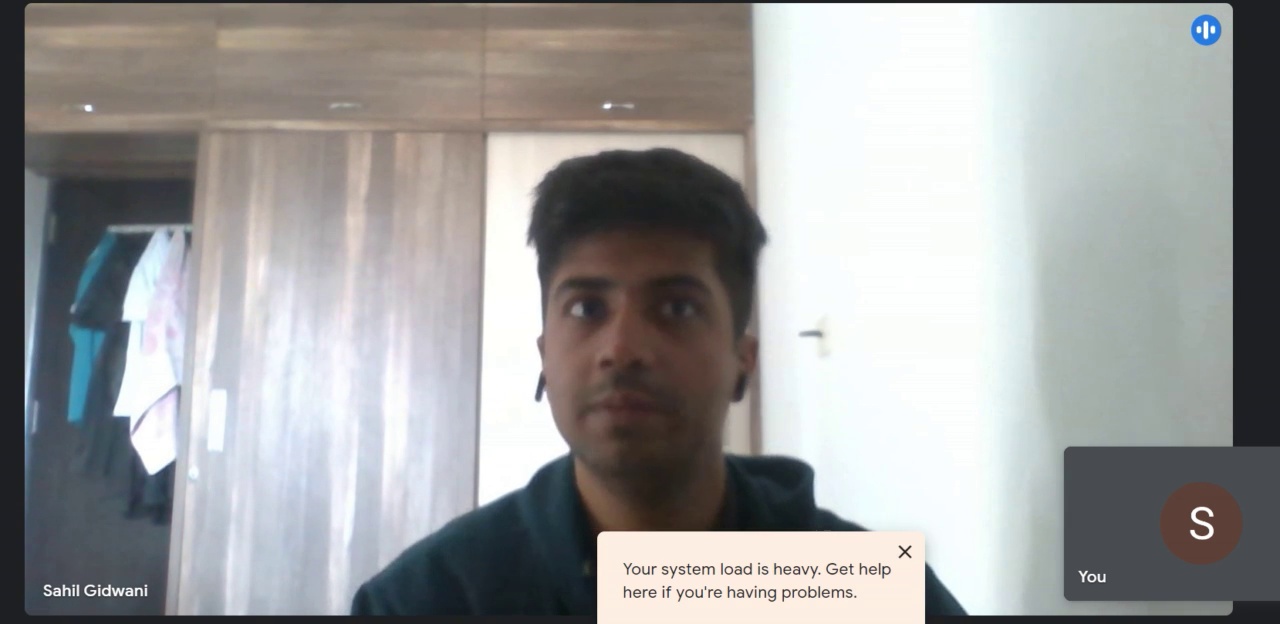 Sahil Gidwani
Your system load is heavy. Get help
here if you're having problems.
S
You